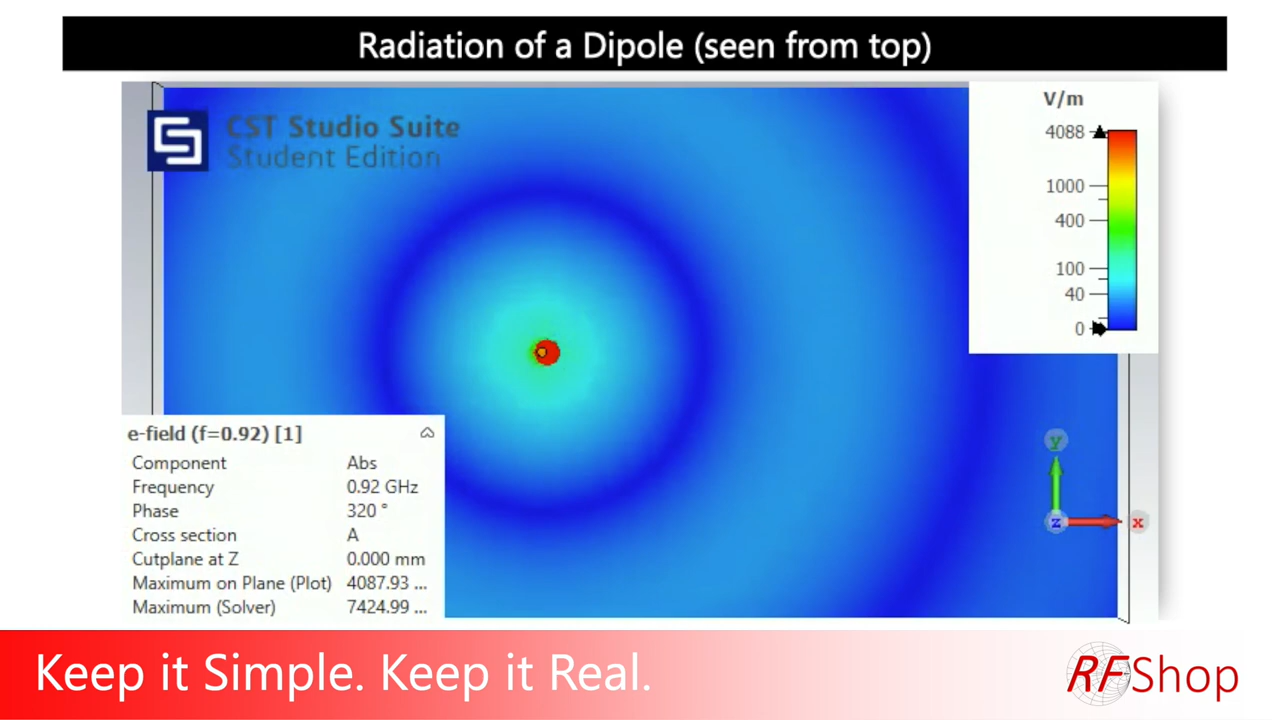 Radiation of a Dipole (seen from top)
CST Studio Suite
Student Edition
V/m
4088
1000
400
100
40
0
e-field (f=0.92) [1]
Component Abs
Frequency 0.92 GHz
Phase 320 °
Cross section A
Cutplane at Z 0.000 mm
Maximum on Plane (Plot) 4087.93 ...
Maximum (Solver) 7424.99 ...
y
z x
Keep it Simple. Keep it Real.
RFShop